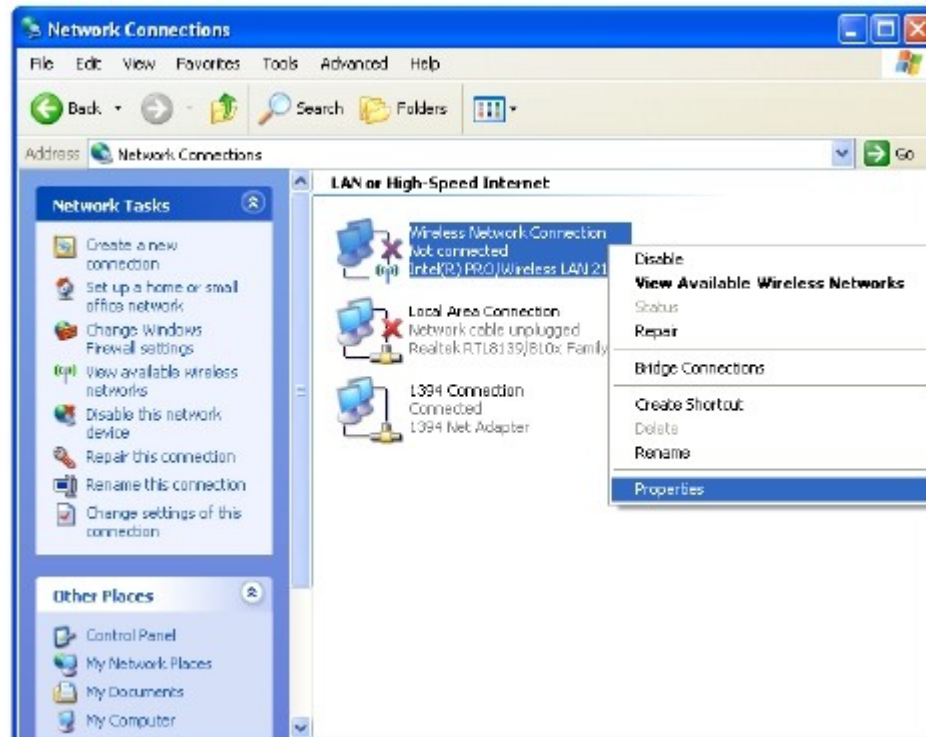 Network Connections
File Edit View Favorites Tools Advanced Help
Back Search Folders
Address Network Connections Go
Network Tasks
Create a new
connection
Set up a home or small
office network
Change Windows
Firewall settings
View available wireless
networks
Disable this network
device
Repair this connection
Rename this connection
Change settings of this
connection
Other Places
Control Panel
My Network Places
My Documents
My Computer
LAN or High-Speed Internet
Wireless Network Connection
Not connected
Intel(R) PRO/Wireless LAN 21
Local Area Connection
Network cable unplugged
Realtek RTL8139/810x Family
1394 Connection
Connected
1394 Net Adapter
Disable
View Available Wireless Networks
Status
Repair
Bridge Connections
Create Shortcut
Delete
Rename
Properties